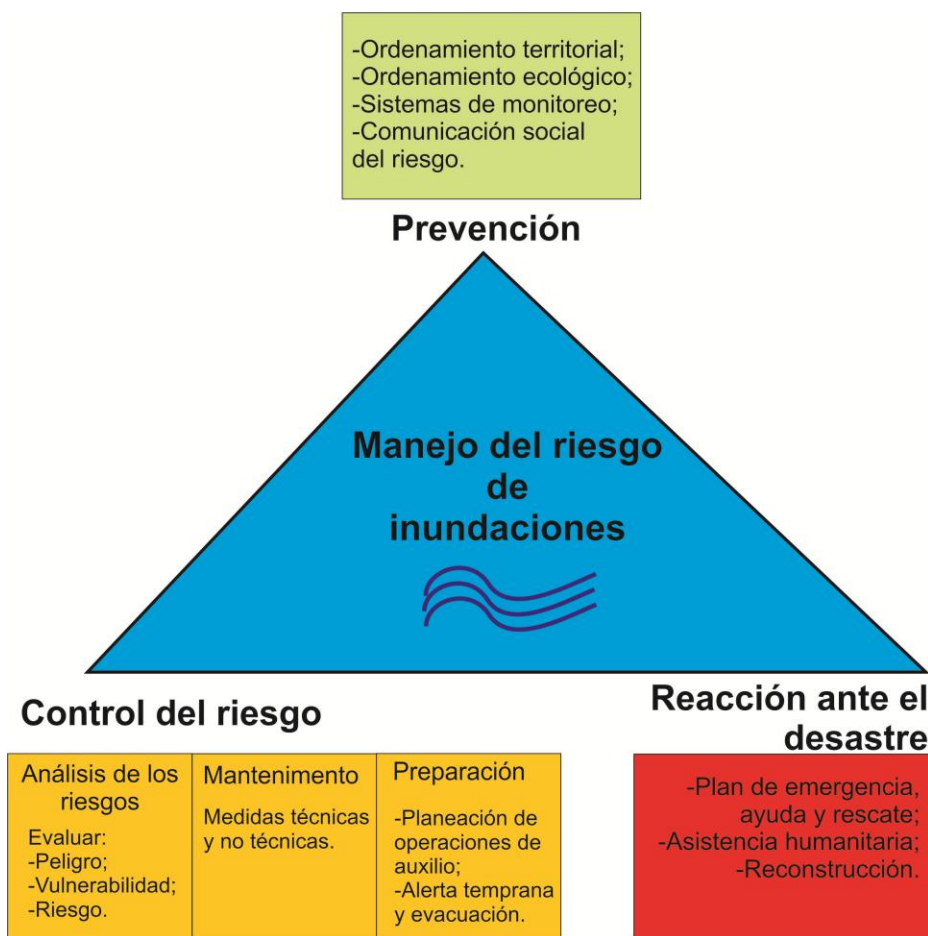 -Ordenamiento territorial;
-Ordenamiento ecológico;
-Sistemas de monitoreo;
-Comunicación social
del riesgo.
Prevención
Manejo del riesgo
de
inundaciones
Control del riesgo
Análisis de los
riesgos
Evaluar:
-Peligro;
-Vulnerabilidad;
-Riesgo.
Mantenimento
Medidas técnicas
y no técnicas.
Preparación
-Planeación de
operaciones de
auxilio;
-Alerta temprana
y evacuación.
Reacción ante el
desastre
-Plan de emergencia,
ayuda y rescate;
-Asistencia humanitaria;
-Reconstrucción.